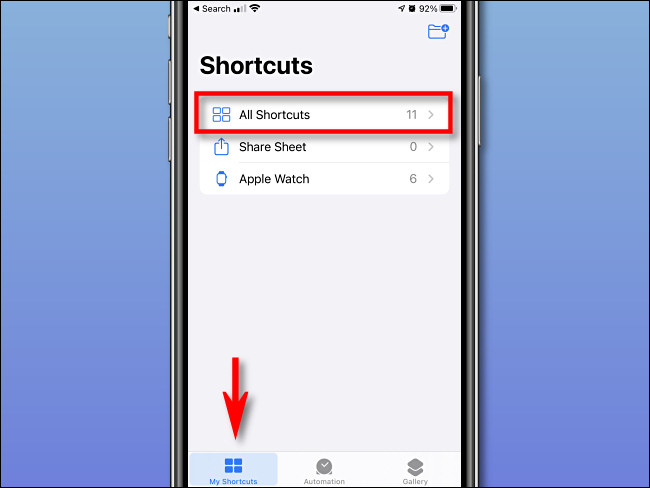 Search 92%
Shortcuts
All Shortcuts 11
Share Sheet 0
Apple Watch 6
My Shortcuts Automation Gallery